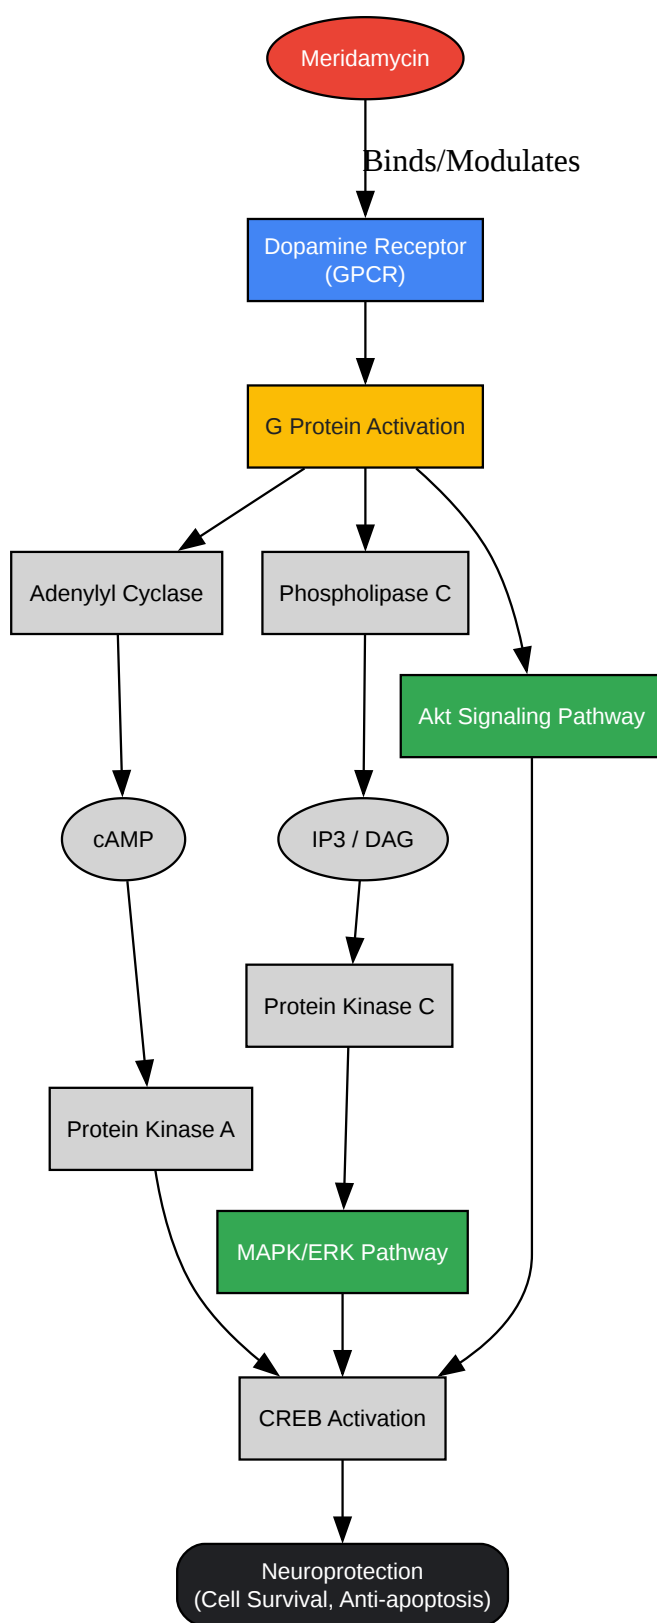 Meridamycin
Binds/Modulates
Dopamine Receptor
(GPCR)
G Protein Activation
Adenylyl Cyclase
Phospholipase C
Akt Signaling Pathway
cAMP
IP3 / DAG
Protein Kinase C
Protein Kinase A
MAPK/ERK Pathway
CREB Activation
Neuroprotection
(Cell Survival, Anti-apoptosis)